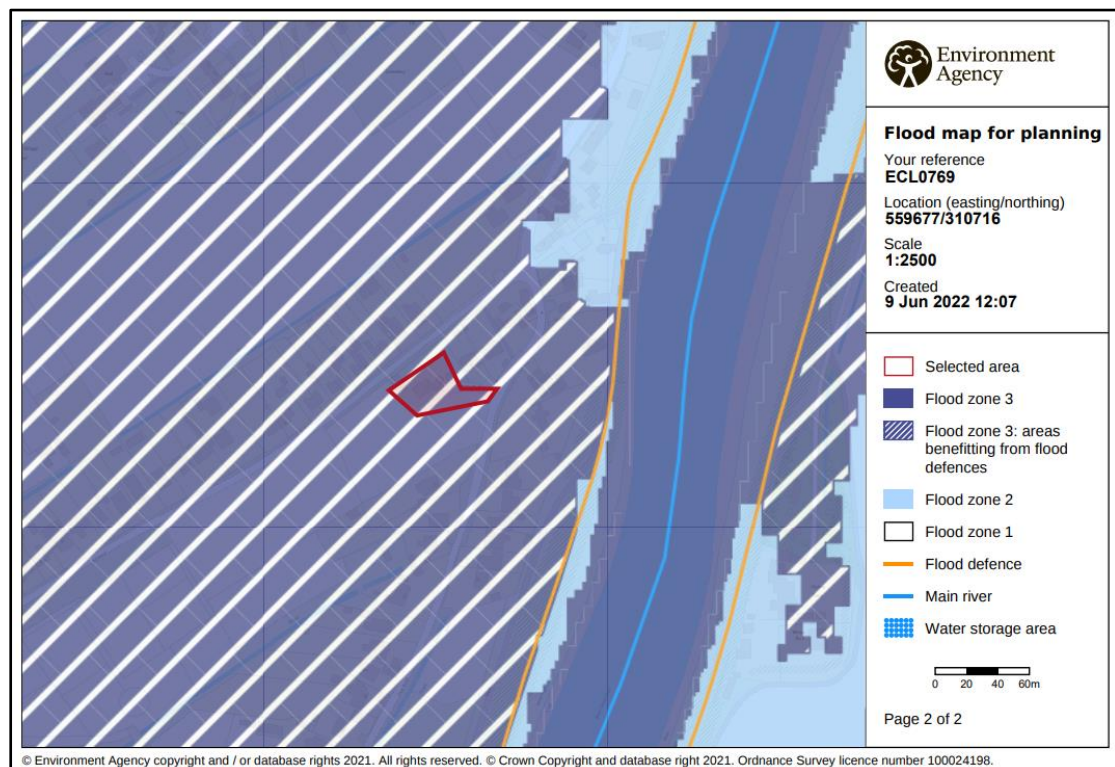 Environment
Agency
Flood map for planning
Your reference
ECL0769
Location (easting/northing)
559677/310716
Scale
1:2500
Created
9 Jun 2022 12:07
Selected area
Flood zone 3
Flood zone 3: areas
benefitting from flood
defences
Flood zone 2
Flood zone 1
Flood defence
Main river
Water storage area
0 20 40 60m
Page 2 of 2
© Environment Agency copyright and / or database rights 2021. All rights reserved. © Crown Copyright and database right 2021. Ordnance Survey licence number 100024198.